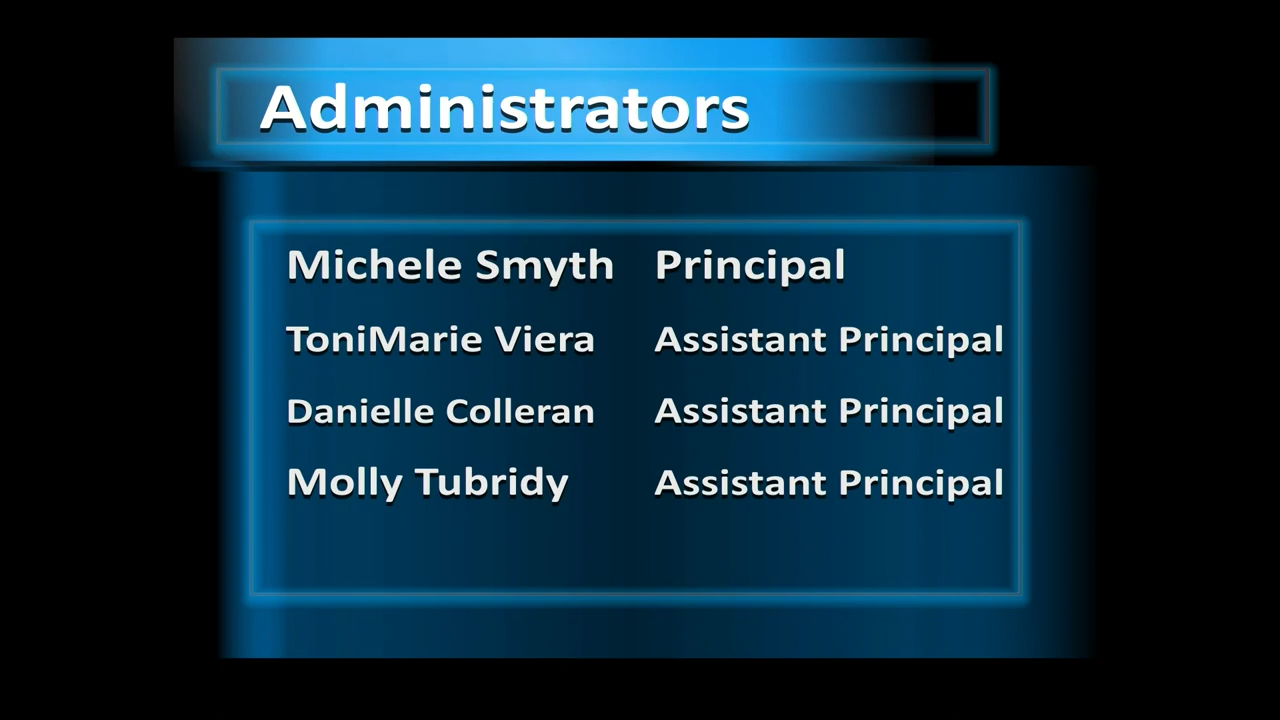 Administrators
Michele Smyth Principal
ToniMarie Viera Assistant Principal
Danielle Colleran Assistant Principal
Molly Tubridy Assistant Principal